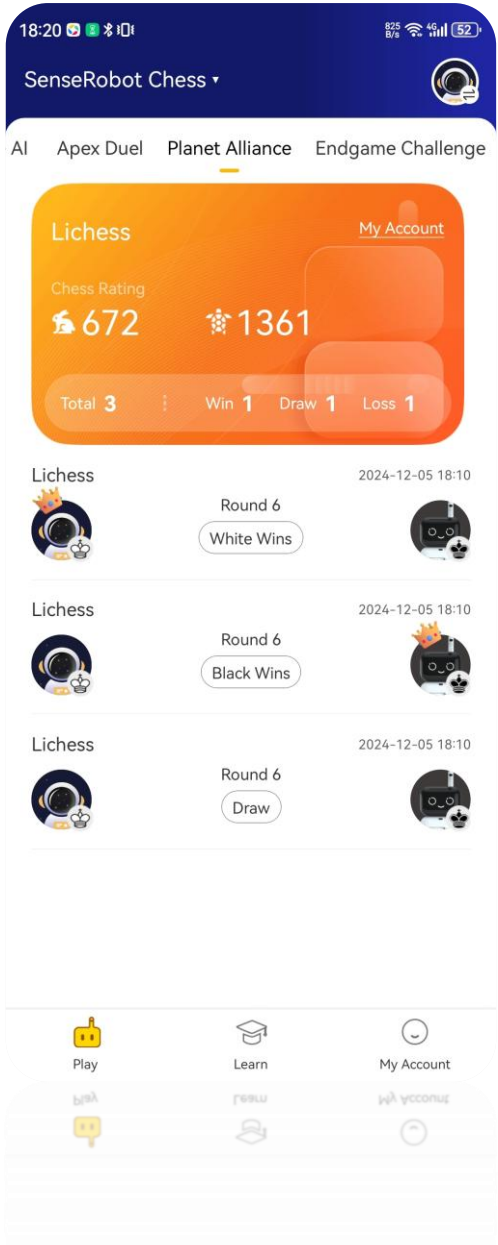 18:20 825 B/s 4G 52
SenseRobot Chess
AI Apex Duel Planet Alliance Endgame Challenge
Lichess My Account
Chess Rating
672 1361
Total 3 Win 1 Draw 1 Loss 1
Lichess 2024-12-05 18:10
Round 6
White Wins
Lichess 2024-12-05 18:10
Round 6
Black Wins
Lichess 2024-12-05 18:10
Round 6
Draw
Play Learn My Account